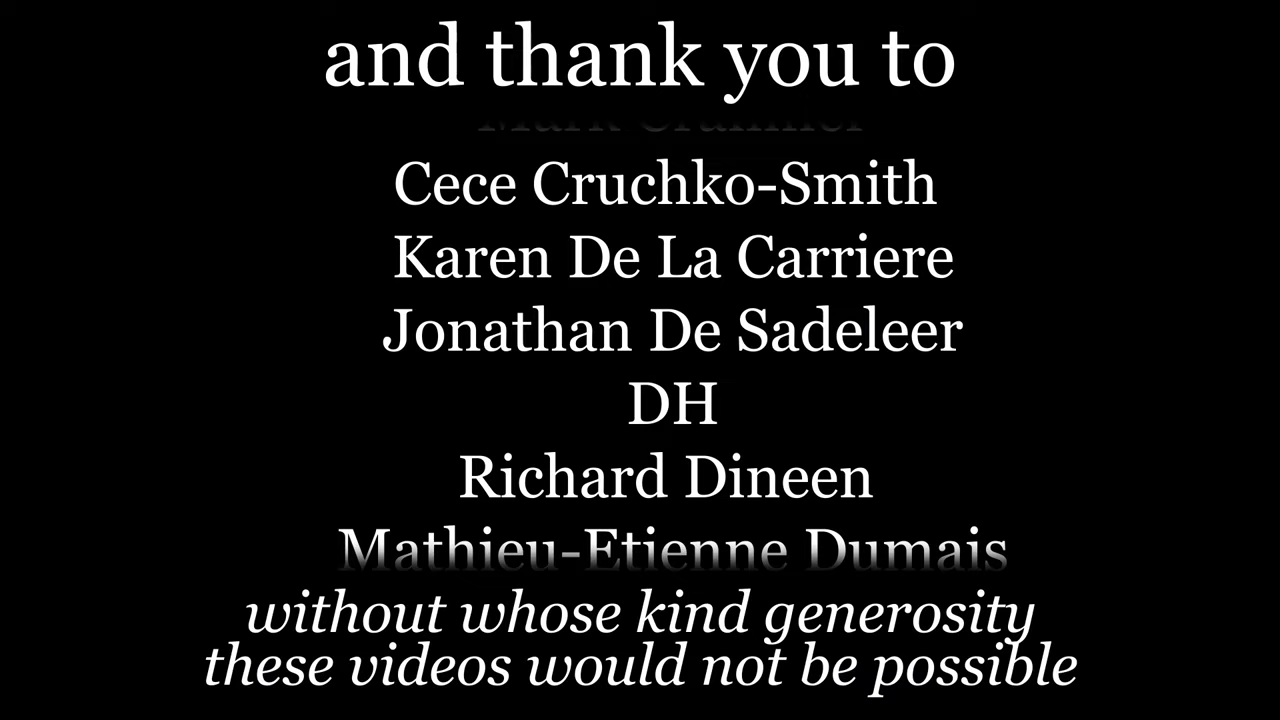 and thank you to
Cece Cruchko-Smith
Karen De La Carriere
Jonathan De Sadeleer
DH
Richard Dineen
Mathieu-Etienne Dumais
without whose kind generosity
these videos would not be possible